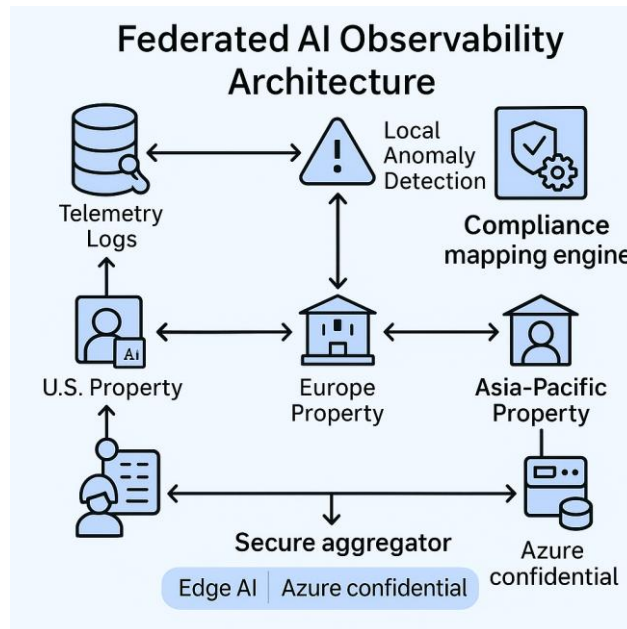 Federated AI Observability
Architecture
Telemetry
Logs
Local
Anomaly
Detection
Compliance
mapping engine
U.S. Property
Ai
Europe
Property
Asia-Pacific
Property
Secure aggregator
Azure
confidential
Edge AI | Azure confidential